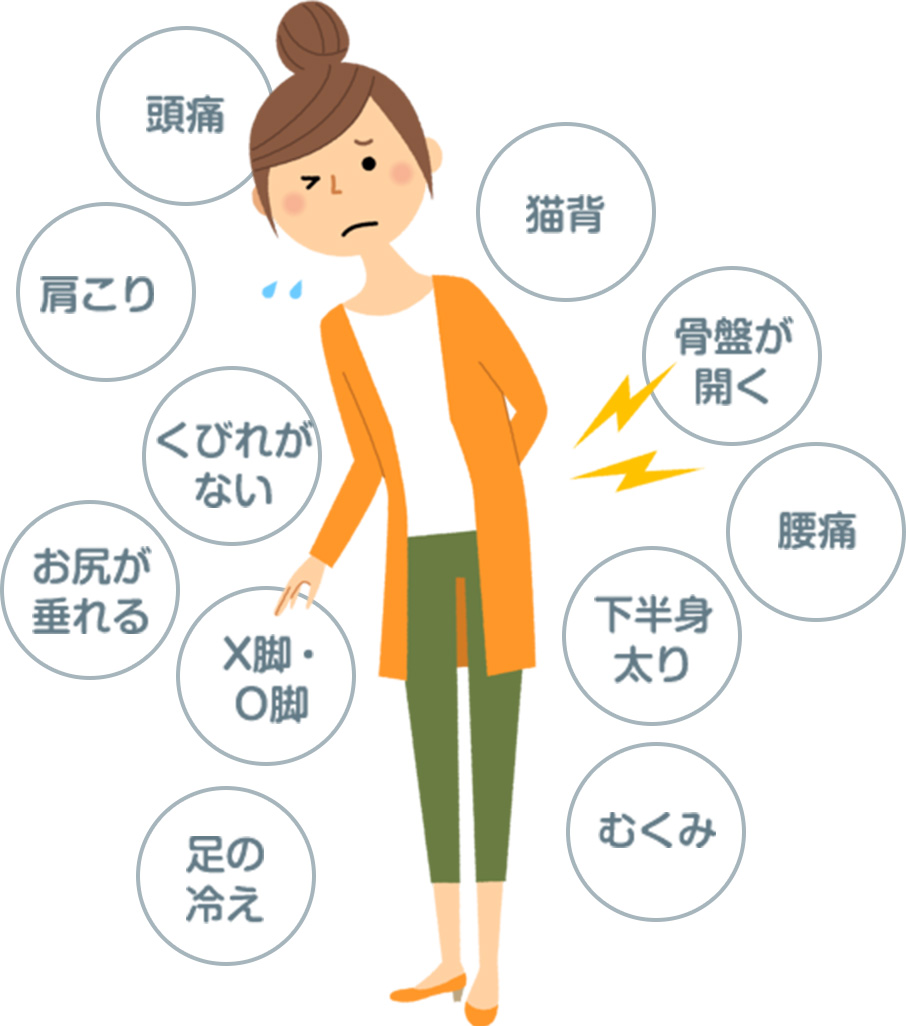 頭痛
猫背
肩こり
骨盤が
開く
くびれが
ない
腰痛
お尻が
垂れる
下半身
太り
X脚・
O脚
むくみ
足の
冷え